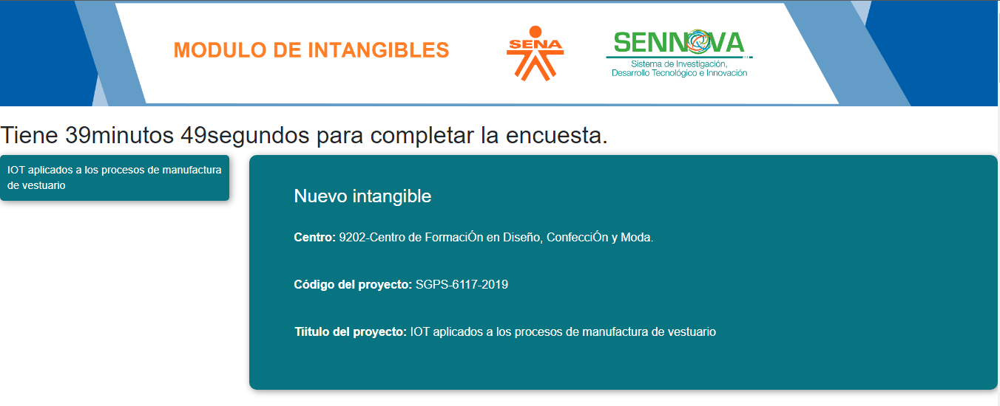 MODULO DE INTANGIBLES
SENA
SENNOVA
Sistema de Investigación,
Desarrollo Tecnológico e Innovación
Tiene 39minutos 49segundos para completar la encuesta.
IOT aplicados a los procesos de manufactura
de vestuario
Nuevo intangible
Centro: 9202-Centro de FormaciÓn en Diseño, ConfecciÓn y Moda.
Código del proyecto: SGPS-6117-2019
Tíitulo del proyecto: IOT aplicados a los procesos de manufactura de vestuario